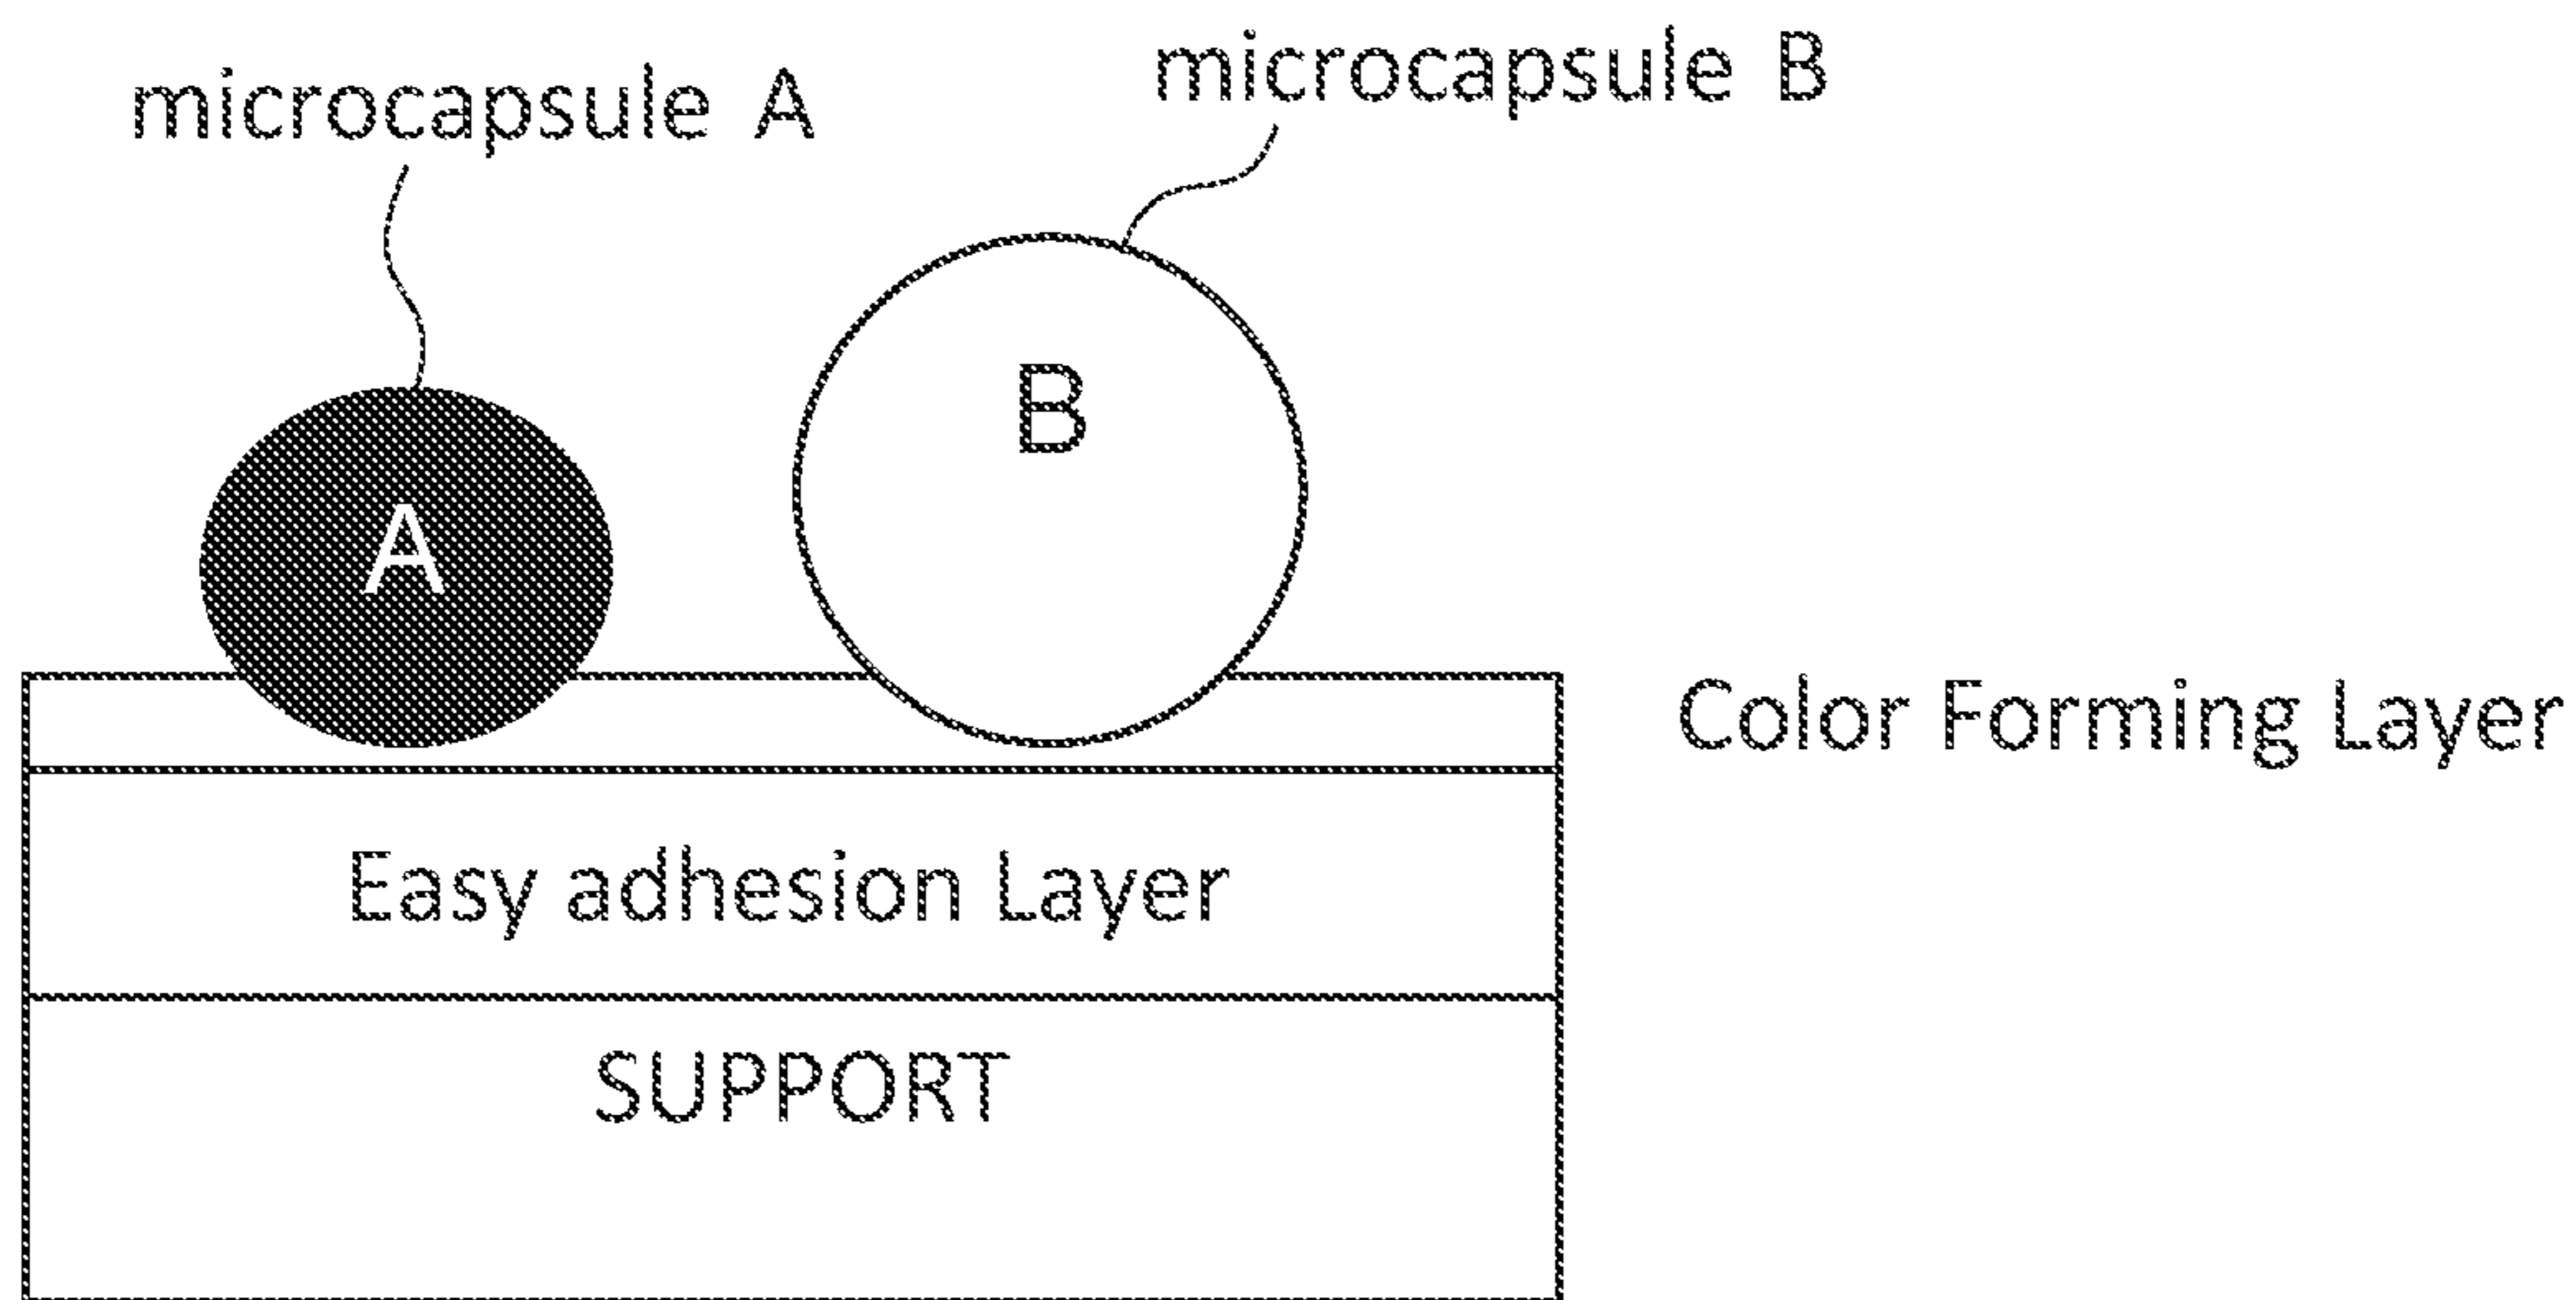 microcapsule A
microcapsule B
B
A
Color Forming Layer
Easy adhesion Layer
SUPPORT